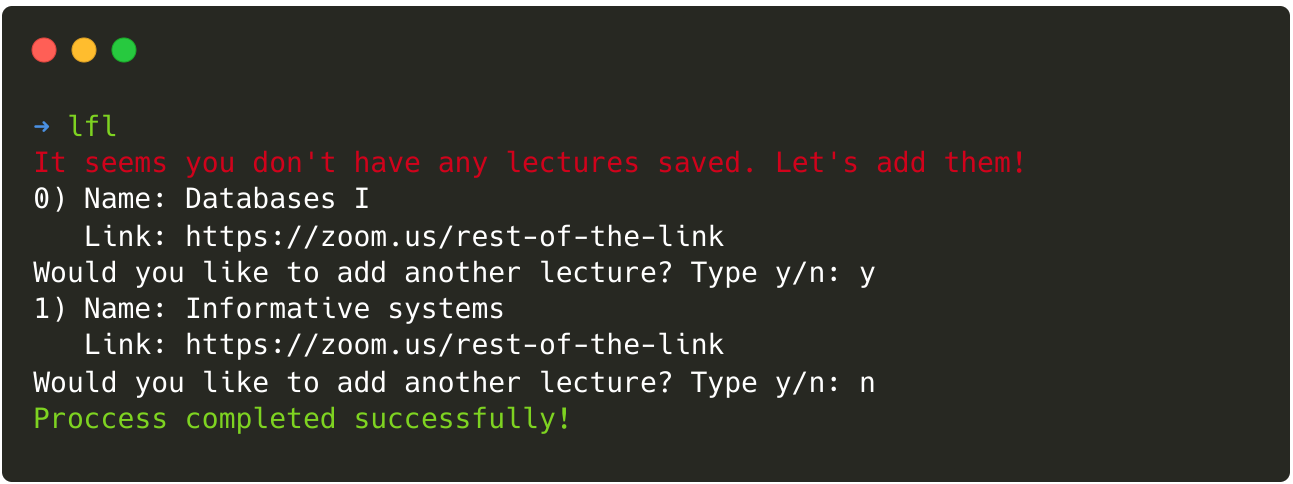 ➜ lfl
It seems you don't have any lectures saved. Let's add them!
0) Name: Databases I
   Link: https://zoom.us/rest-of-the-link
Would you like to add another lecture? Type y/n: y
1) Name: Informative systems
   Link: https://zoom.us/rest-of-the-link
Would you like to add another lecture? Type y/n: n
Proccess completed successfully!